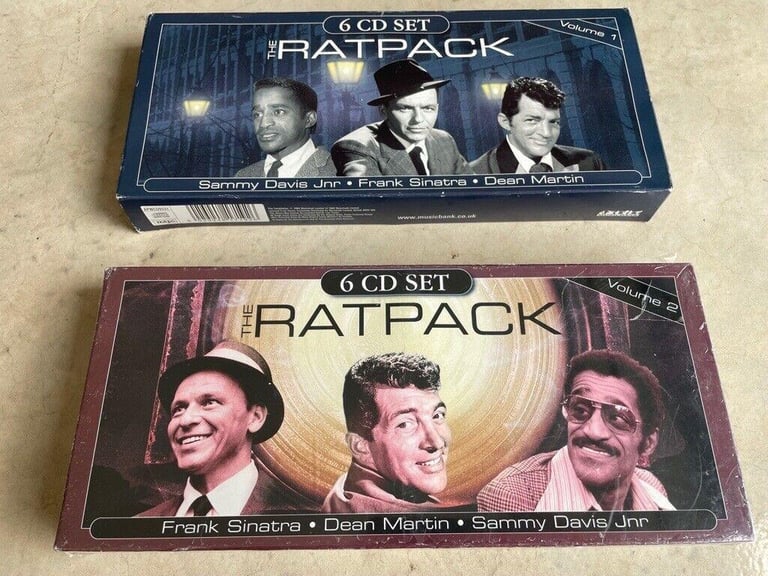 6 CD SET
THE RATPACK
Volume 1
Sammy Davis Jnr • Frank Sinatra • Dean Martin
www.musicbank.co.uk
6 CD SET
THE RATPACK
Volume 2
Frank Sinatra • Dean Martin • Sammy Davis Jnr